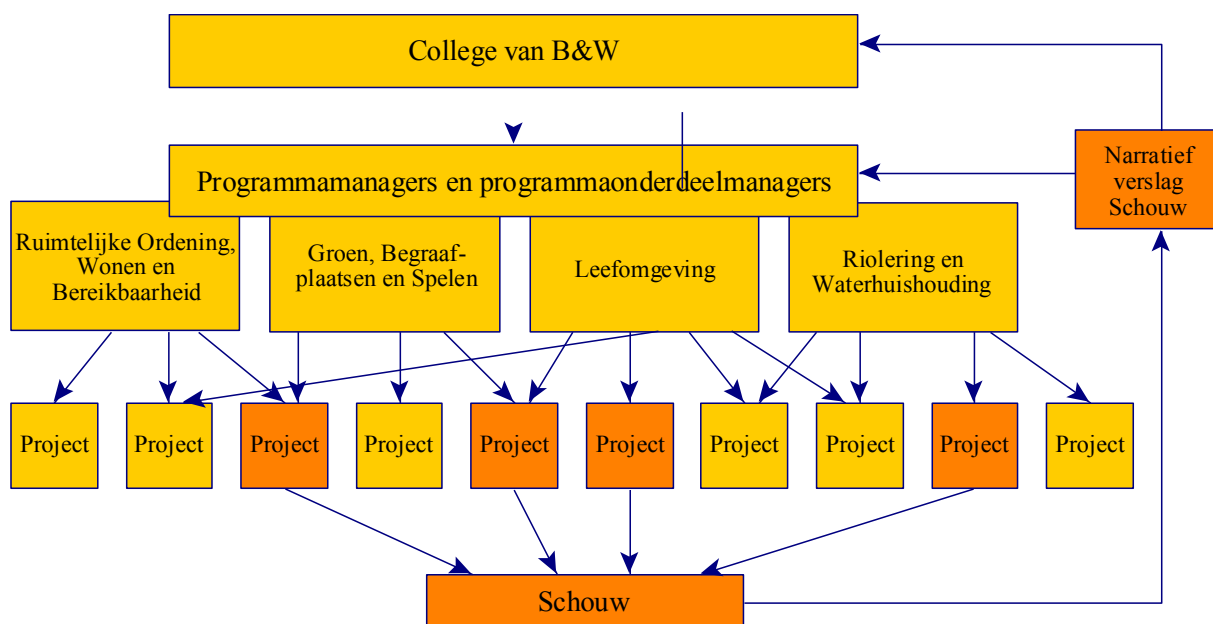 College van B&W
Programmamanagers en programmaonderdeelmanagers
Narratief
verslag
Schouw
Ruimtelijke Ordening,
Wonen en
Bereikbaarheid
Groen, Begraaf-
plaatsen en Spelen
Leefomgeving
Riolering en
Waterhuishouding
Project
Project
Project
Project
Project
Project
Project
Project
Project
Project
Schouw